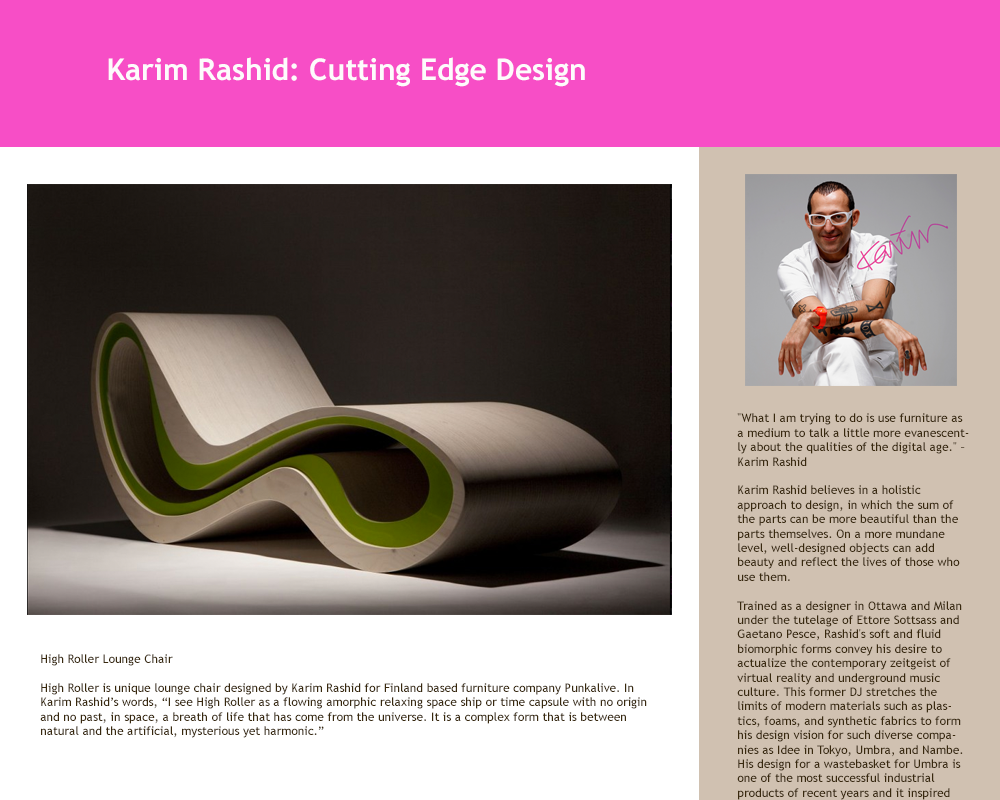 Karim Rashid: Cutting Edge Design
Karim
"What I am trying to do is use furniture as
a medium to talk a little more evanescent-
ly about the qualities of the digital age." -
Karim Rashid
Karim Rashid believes in a holistic
approach to design, in which the sum of
the parts can be more beautiful than the
parts themselves. On a more mundane
level, well-designed objects can add
beauty and reflect the lives of those who
use them.
Trained as a designer in Ottawa and Milan
under the tutelage of Ettore Sottsass and
Gaetano Pesce, Rashid's soft and fluid
biomorphic forms convey his desire to
actualize the contemporary zeitgeist of
virtual reality and underground music
culture. This former DJ stretches the
limits of modern materials such as plas-
tics, foams, and synthetic fabrics to form
his design vision for such diverse compa-
nies as Idee in Tokyo, Umbra, and Nambe.
His design for a wastebasket for Umbra is
one of the most successful industrial
products of recent years and it inspired
High Roller Lounge Chair
High Roller is unique lounge chair designed by Karim Rashid for Finland based furniture company Punkalive. In
Karim Rashid’s words, “I see High Roller as a flowing amorphic relaxing space ship or time capsule with no origin
and no past, in space, a breath of life that has come from the universe. It is a complex form that is between
natural and the artificial, mysterious yet harmonic.”